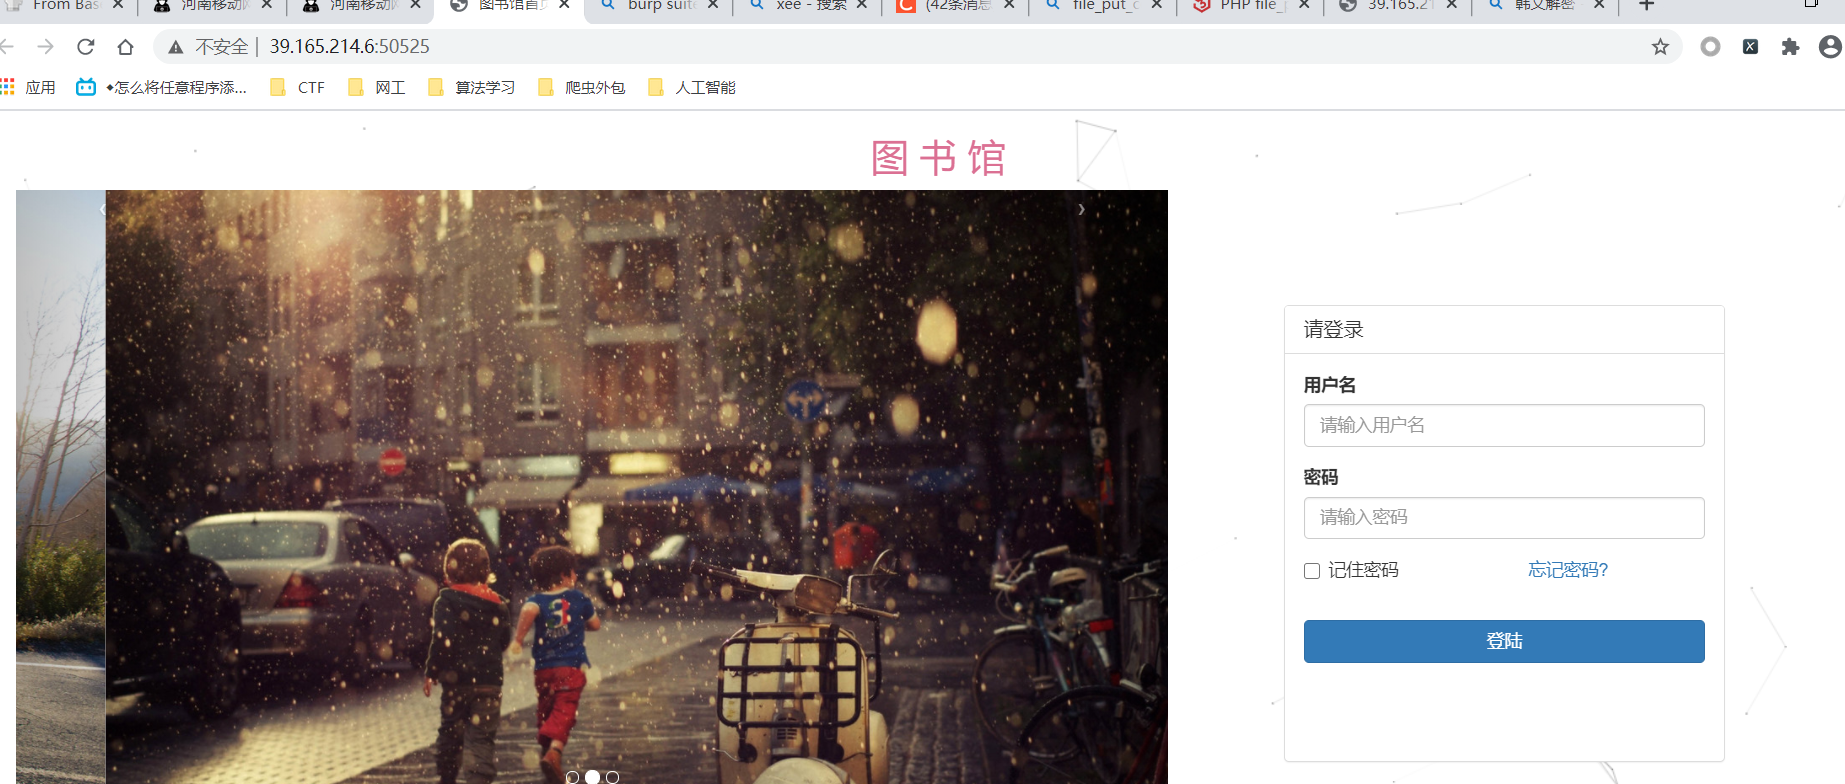 From Bas
河南移动
河南移动
图书馆首
burp suit
xee - 搜索
(42条消息
file_put_c
PHP file_p
39.165.21
韩文解密
不安全 | 39.165.214.6:50525
应用
◆怎么将任意程序添...
CTF
网工
算法学习
爬虫外包
人工智能
图书馆
请登录
用户名
请输入用户名
密码
请输入密码
记住密码
忘记密码?
登陆